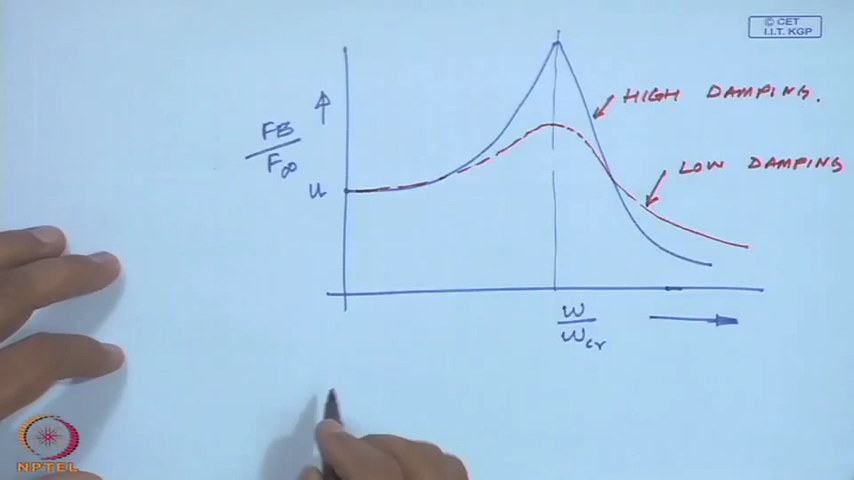 © CET
I.I.T. KGP
HIGH DAMPING.
FB
F∞
LOW DAMPING
u
ω
ωcr
NPTEL